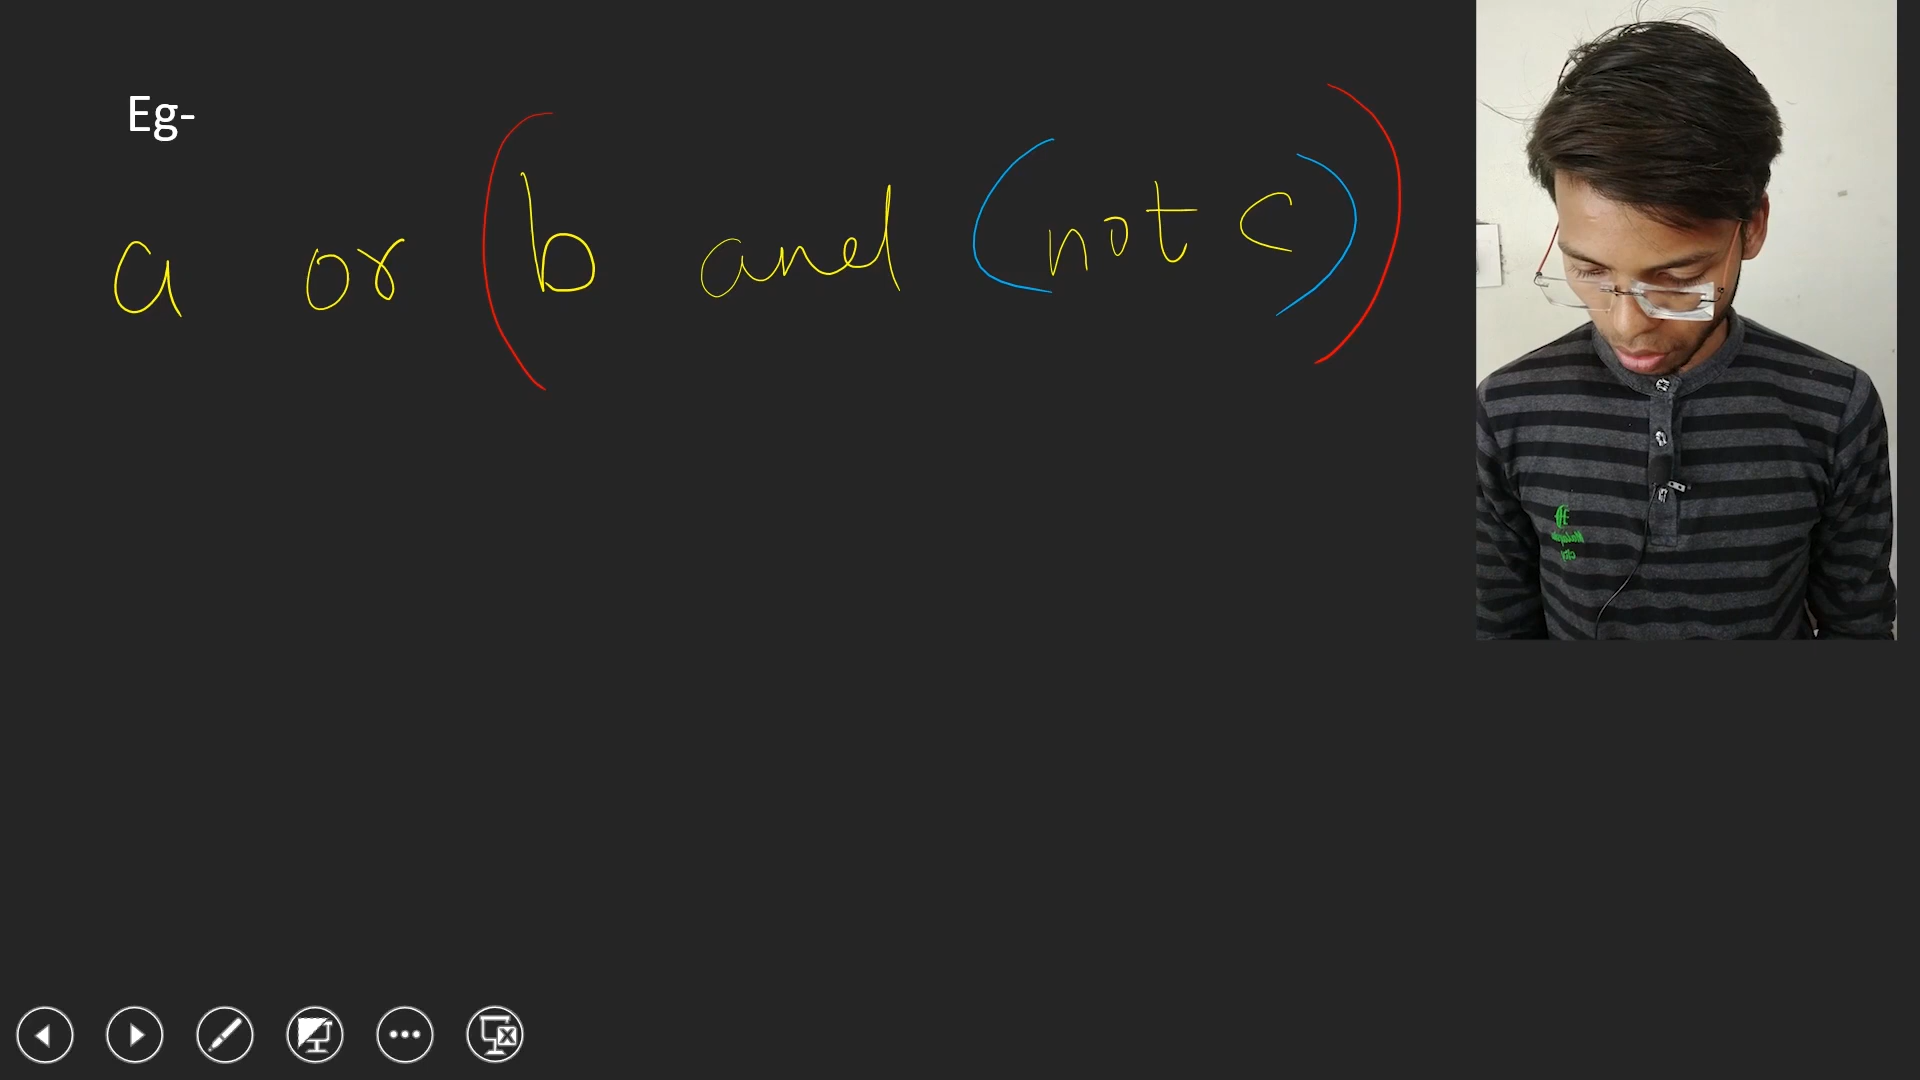 Eg-
a or (b and (not c))